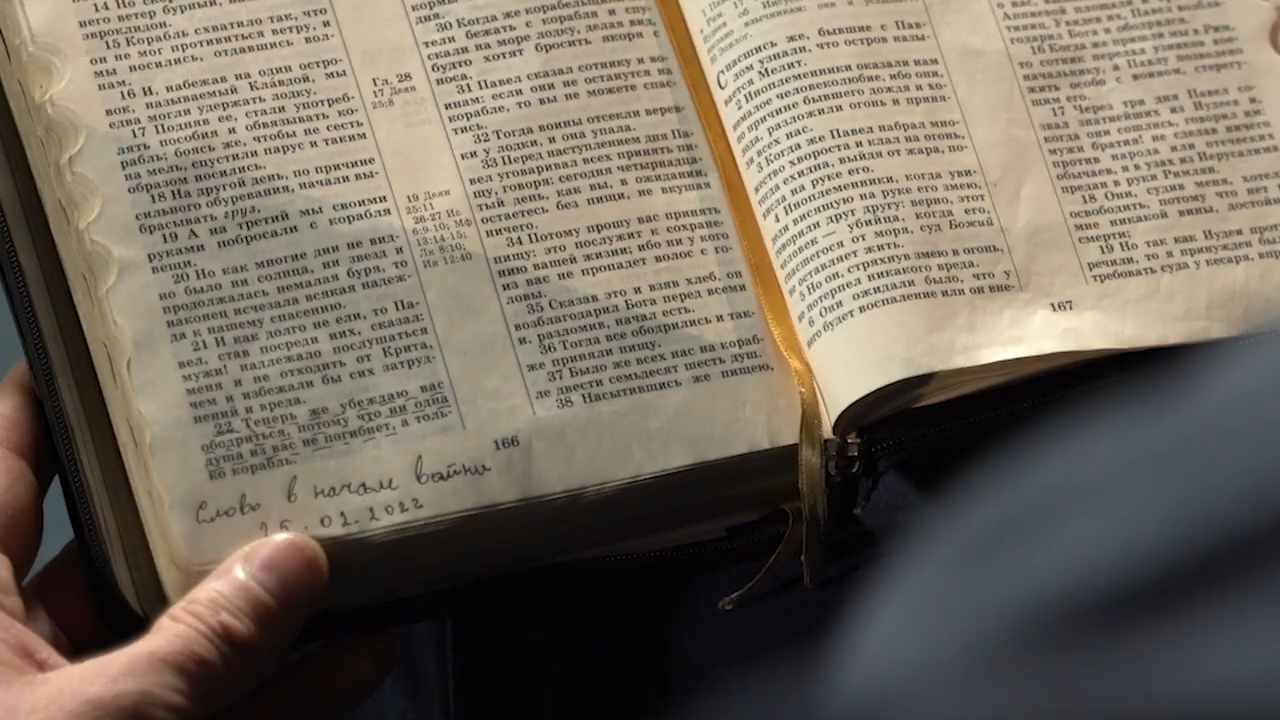 14 Но ско
него ветер бурный,
эвроклидон.
15 Корабль схватило так, что
он не мог противиться ветру, и
мы носились, отдавшись вол-
нам.
16 И, набежав на один остро-
вок, называемый Клавдой, мы
едва могли удержать лодку.
17 Подняв ее, стали употреб-
лять пособия и обвязывать ко-
рабль; боясь же, чтобы не сесть
на мель, спустили парус и таким
образом носились.
18 На другой день, по причине
сильного обуревания, начали вы-
брасывать груз,
19 А на третий мы своими
руками побросали с корабля
вещи.
20 Но как многие дни не вид-
но было ни солнца, ни звезд и
продолжалась немалая буря, то
наконец исчезала всякая надеж-
да к нашему спасению.
21 И как долго не ели, то Па-
вел, став посреди них, сказал:
мужи! надлежало послушаться
меня и не отходить от Крита,
чем и избежали бы сих затруд-
нений и вреда.
22 Теперь же убеждаю вас
ободриться, потому что ни одна
душа из вас не погибнет, а толь-
ко корабль.
Гл. 28
17 Деян
25:8
19 Деян
25:11
26-27 Ис
6:9.10; Мф
13:14-15;
Лк 8:10;
Ин 12:40
дня.
30 Когда же корабельщики
тели бежать с корабля и спу-
скали на море лодку, делая вид,
будто хотят бросить якоря с
носа,
31 Павел сказал сотнику и во-
инам: если они не останутся на
корабле, то вы не можете спас-
тись.
32 Тогда воины отсекли верев-
ки у лодки, и она упала.
33 Перед наступлением дня Па-
вел уговаривал всех принять пи-
щу, говоря: сегодня четырнадца-
тый день, как вы, в ожидании,
остаетесь без пищи, не вкушая
ничего.
34 Потому прошу вас принять
пищу: это послужит к сохране-
нию вашей жизни; ибо ни у кого
из вас не пропадет волос с го-
ловы.
35 Сказав это и взяв хлеб, он
возблагодарил Бога перед всеми
и, разломив, начал есть.
36 Тогда все ободрились и так-
же приняли пищу.
37 Было же всех нас на кораб-
ле двести семьдесят шесть душ.
38 Насытившись же пищею,
166
Слово в начале войны
25.02.2022
Спасшись же, бывшие с Пав-
лом узнали, что остров назы-
вается Мелит.
2 Иноплеменники оказали нам
немалое человеколюбие, ибо они,
по причине бывшего дождя и хо-
лода, разложили огонь и приня-
ли всех нас.
3 Когда же Павел набрал мно-
жество хвороста и клал на огонь,
тогда ехидна, выйдя от жара, по-
висла на руке его.
4 Иноплеменники, когда уви-
дели висящую на руке его змею,
говорили друг другу: верно, этот
человек — убийца, когда его,
спасшегося от моря, суд Божий
не оставляет жить.
5 Но он, стряхнув змею в огонь,
не потерпел никакого вреда.
6 Они ожидали было, что у
него будет воспаление или он вне-
Аппиевой площади
тиниц. Увидев их, Павел возбла-
годарил Бога и ободрился.
16 Когда же пришли мы в Рим,
то сотник передал узников вое
начальнику, а Павлу позволено
жить особо с воином, стерегу-
щим его.
17 Через три дня Павел со-
звал знатнейших из Иудеев и,
когда они сошлись, говорил им:
мужи братия! не сделав ничего
против народа или отеческих
обычаев, я в узах из Иерусалима
предан в руки Римлян.
18 Они, судив меня, хотел
освободить, потому что нет в
мне никакой вины, достойн
смерти;
19 Но так как Иудеи прот
речили, то я принужден был
требовать суда у кесаря, впр
167